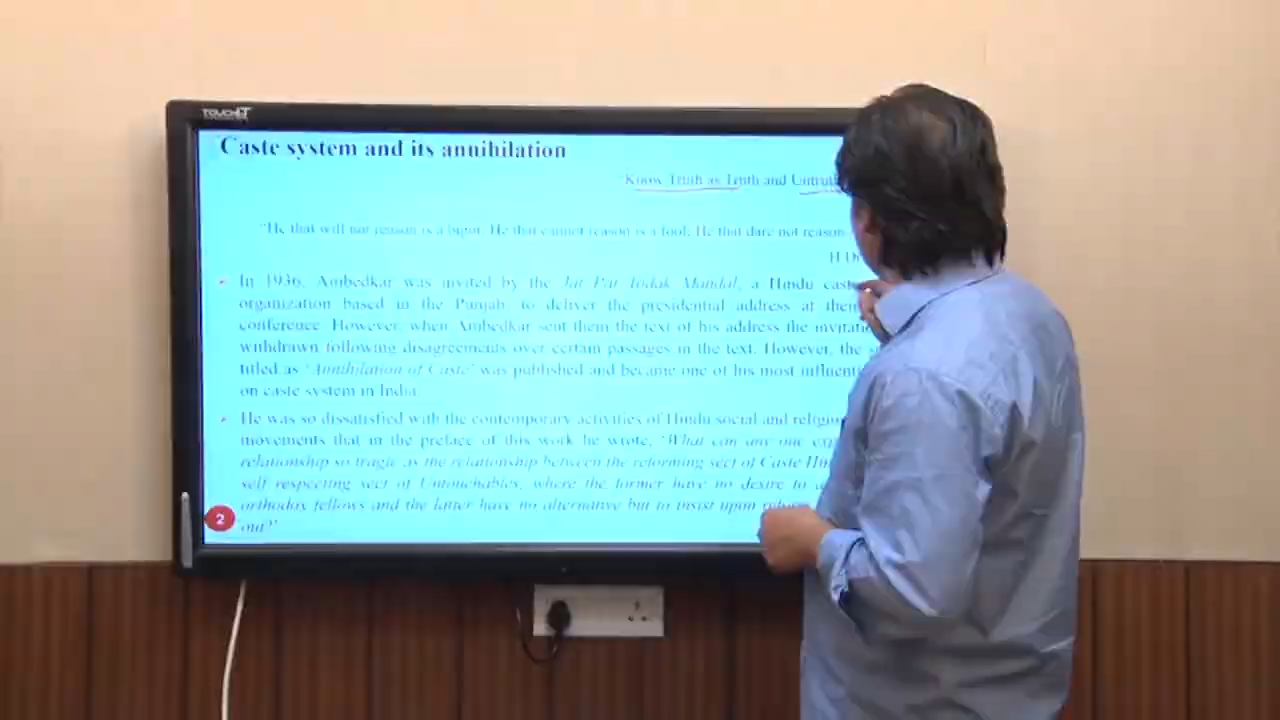 TOUCHIT
Caste system and its annihilation
"Know Truth as Truth and Untruth
"He that will not reason is a bigot; He that cannot reason is a fool; He that dare not reason
H
In 1936, Ambedkar was invited by the Jat Pat Todak Mandal, a Hindu caste
organization based in the Punjab, to deliver the presidential address at their
conference. However, when Ambedkar sent them the text of his address the
withdrawn following disagreements over certain passages in the text. However, the
titled as 'Annihilation of Caste' was published and became one of his most
on caste system in India.
He was so dissatisfied with the contemporary activities of Hindu social and
movements that in the preface of this work he wrote, 'What can any one
relationship so tragic as the relationship between the reforming sect of Caste
self respecting sect of Untouchables, where the former have no desire to
orthodox fellows and the latter have no alternative but to insist upon
2
out?'